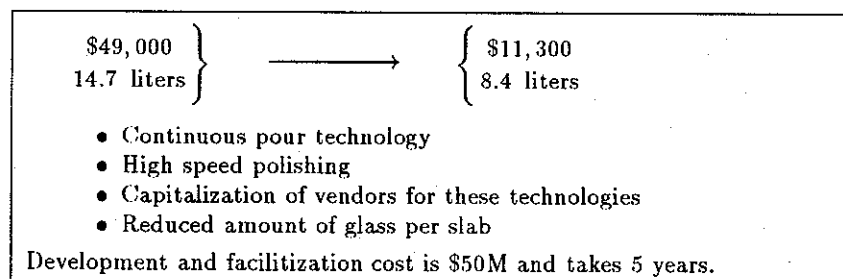 $49,000 $11,300
14.7 liters 8.4 liters
• Continuous pour technology
• High speed polishing
• Capitalization of vendors for these technologies
• Reduced amount of glass per slab
Development and facilitization cost is $50M and takes 5 years.